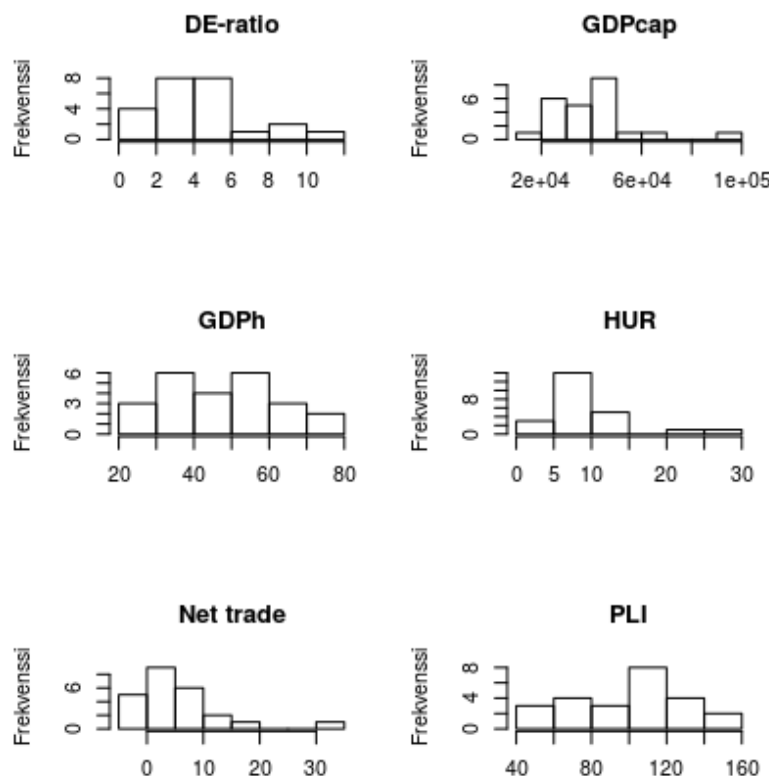 DE-ratio
Frekvenssi
0 4 8
0 2 4 6 8 10
GDPcap
Frekvenssi
0 6
2e+04 6e+04 1e+05
GDPh
Frekvenssi
0 3 6
20 40 60 80
HUR
Frekvenssi
0 8
0 5 10 20 30
Net trade
Frekvenssi
0 6
0 10 20 30
PLI
Frekvenssi
0 4 8
40 80 120 160